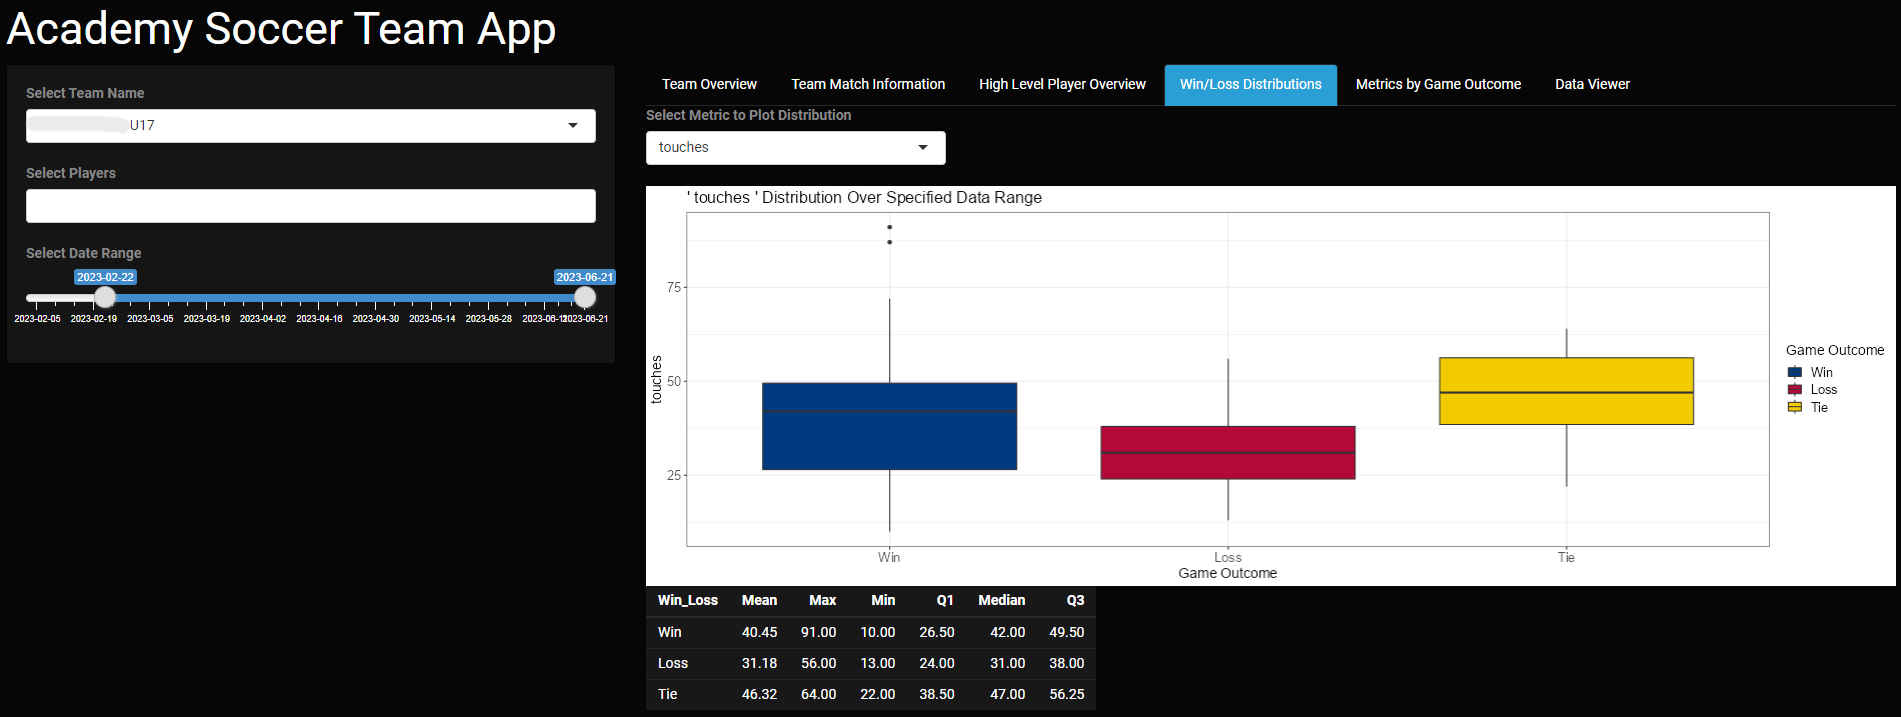 Academy Soccer Team App
Select Team Name
U17
Select Players
Select Date Range
2023-02-22 2023-06-21
2023-02-05 2023-02-19 2023-03-05 2023-03-19 2023-04-02 2023-04-16 2023-04-30 2023-05-14 2023-05-28 2023-06-21
Team Overview Team Match Information High Level Player Overview Win/Loss Distributions Metrics by Game Outcome Data Viewer
Select Metric to Plot Distribution
touches
' touches ' Distribution Over Specified Data Range
touches
75
50
25
Win Loss Tie
Game Outcome
Game Outcome
Win
Loss
Tie
Win_Loss Mean Max Min Q1 Median Q3
Win 40.45 91.00 10.00 26.50 42.00 49.50
Loss 31.18 56.00 13.00 24.00 31.00 38.00
Tie 46.32 64.00 22.00 38.50 47.00 56.25